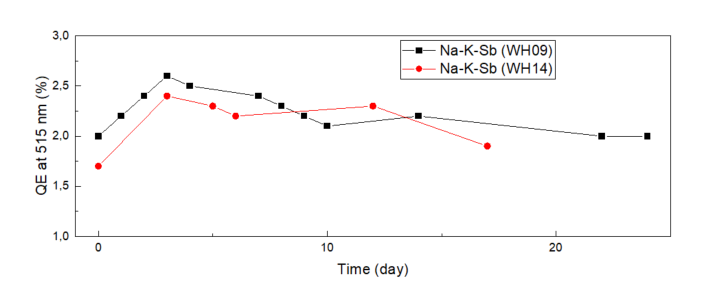 3,0
Na-K-Sb (WH09)
Na-K-Sb (WH14)
2,5
2,0
1,5
1,0
QE at 515 nm (%)
0
10
20
Time (day)